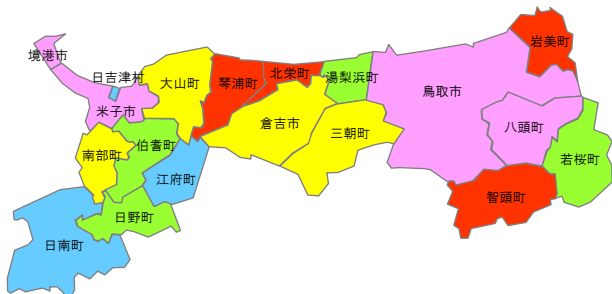 岩美町
境港市
日吉津村
大山町
琴浦町
北栄町
湯梨浜町
鳥取市
米子市
倉吉市
三朝町
八頭町
伯耆町
南部町
若桜町
江府町
智頭町
日野町
日南町